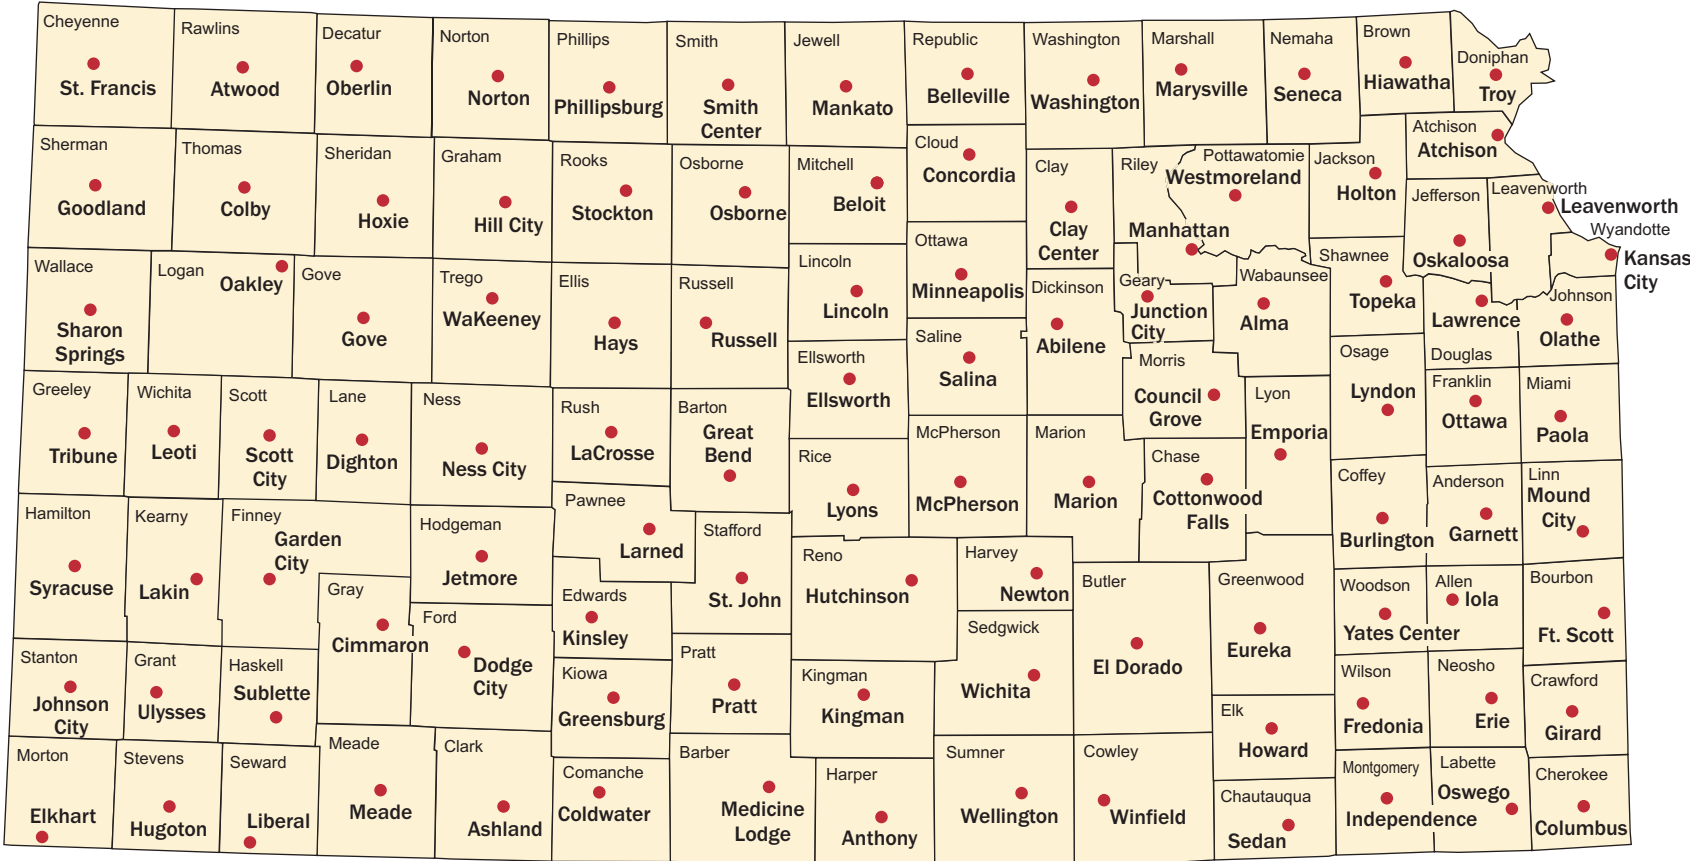 Cheyenne
St. Francis
Rawlins
Atwood
Decatur
Oberlin
Norton
Norton
Phillips
Phillipsburg
Smith
Smith
Center
Jewell
Mankato
Republic
Belleville
Washington
Washington
Marshall
Marysville
Nemaha
Seneca
Brown
Hiawatha
Doniphan
Troy
Sherman
Goodland
Thomas
Colby
Sheridan
Hoxie
Graham
Hill City
Rooks
Stockton
Osborne
Osborne
Mitchell
Beloit
Cloud
Concordia
Clay
Clay
Center
Riley
Manhattan
Pottawatomie
Westmoreland
Jackson
Holton
Atchison
Atchison
Jefferson
Oskaloosa
Leavenworth
Leavenworth
Wyandotte
Kansas
City
Wallace
Sharon
Springs
Logan
Oakley
Gove
Gove
Trego
WaKeeney
Ellis
Hays
Russell
Russell
Lincoln
Lincoln
Ottawa
Minneapolis
Saline
Salina
Dickinson
Abilene
Geary
Junction
City
Wabaunsee
Alma
Shawnee
Topeka
Lawrence
Douglas
Johnson
Olathe
Greeley
Tribune
Wichita
Leoti
Scott
Scott
City
Lane
Dighton
Ness
Ness City
Rush
LaCrosse
Barton
Great
Bend
Ellsworth
Ellsworth
Rice
Lyons
McPherson
McPherson
Marion
Marion
Morris
Council
Grove
Chase
Cottonwood
Falls
Lyon
Emporia
Osage
Lyndon
Franklin
Ottawa
Miami
Paola
Coffey
Burlington
Anderson
Garnett
Linn
Mound
City
Hamilton
Syracuse
Kearny
Lakin
Finney
Garden
City
Gray
Cimmaron
Hodgeman
Jetmore
Ford
Dodge
City
Pawnee
Larned
Edwards
Kinsley
Stafford
St. John
Reno
Hutchinson
Harvey
Newton
Sedgwick
Wichita
Butler
El Dorado
Greenwood
Eureka
Woodson
Yates Center
Allen
Iola
Bourbon
Ft. Scott
Stanton
Johnson
City
Grant
Ulysses
Haskell
Sublette
Kiowa
Greensburg
Pratt
Pratt
Kingman
Kingman
Elk
Howard
Wilson
Fredonia
Neosho
Erie
Crawford
Girard
Morton
Elkhart
Stevens
Hugoton
Seward
Liberal
Meade
Meade
Clark
Ashland
Comanche
Coldwater
Barber
Medicine
Lodge
Harper
Anthony
Sumner
Wellington
Cowley
Winfield
Chautauqua
Sedan
Montgomery
Independence
Labette
Oswego
Cherokee
Columbus